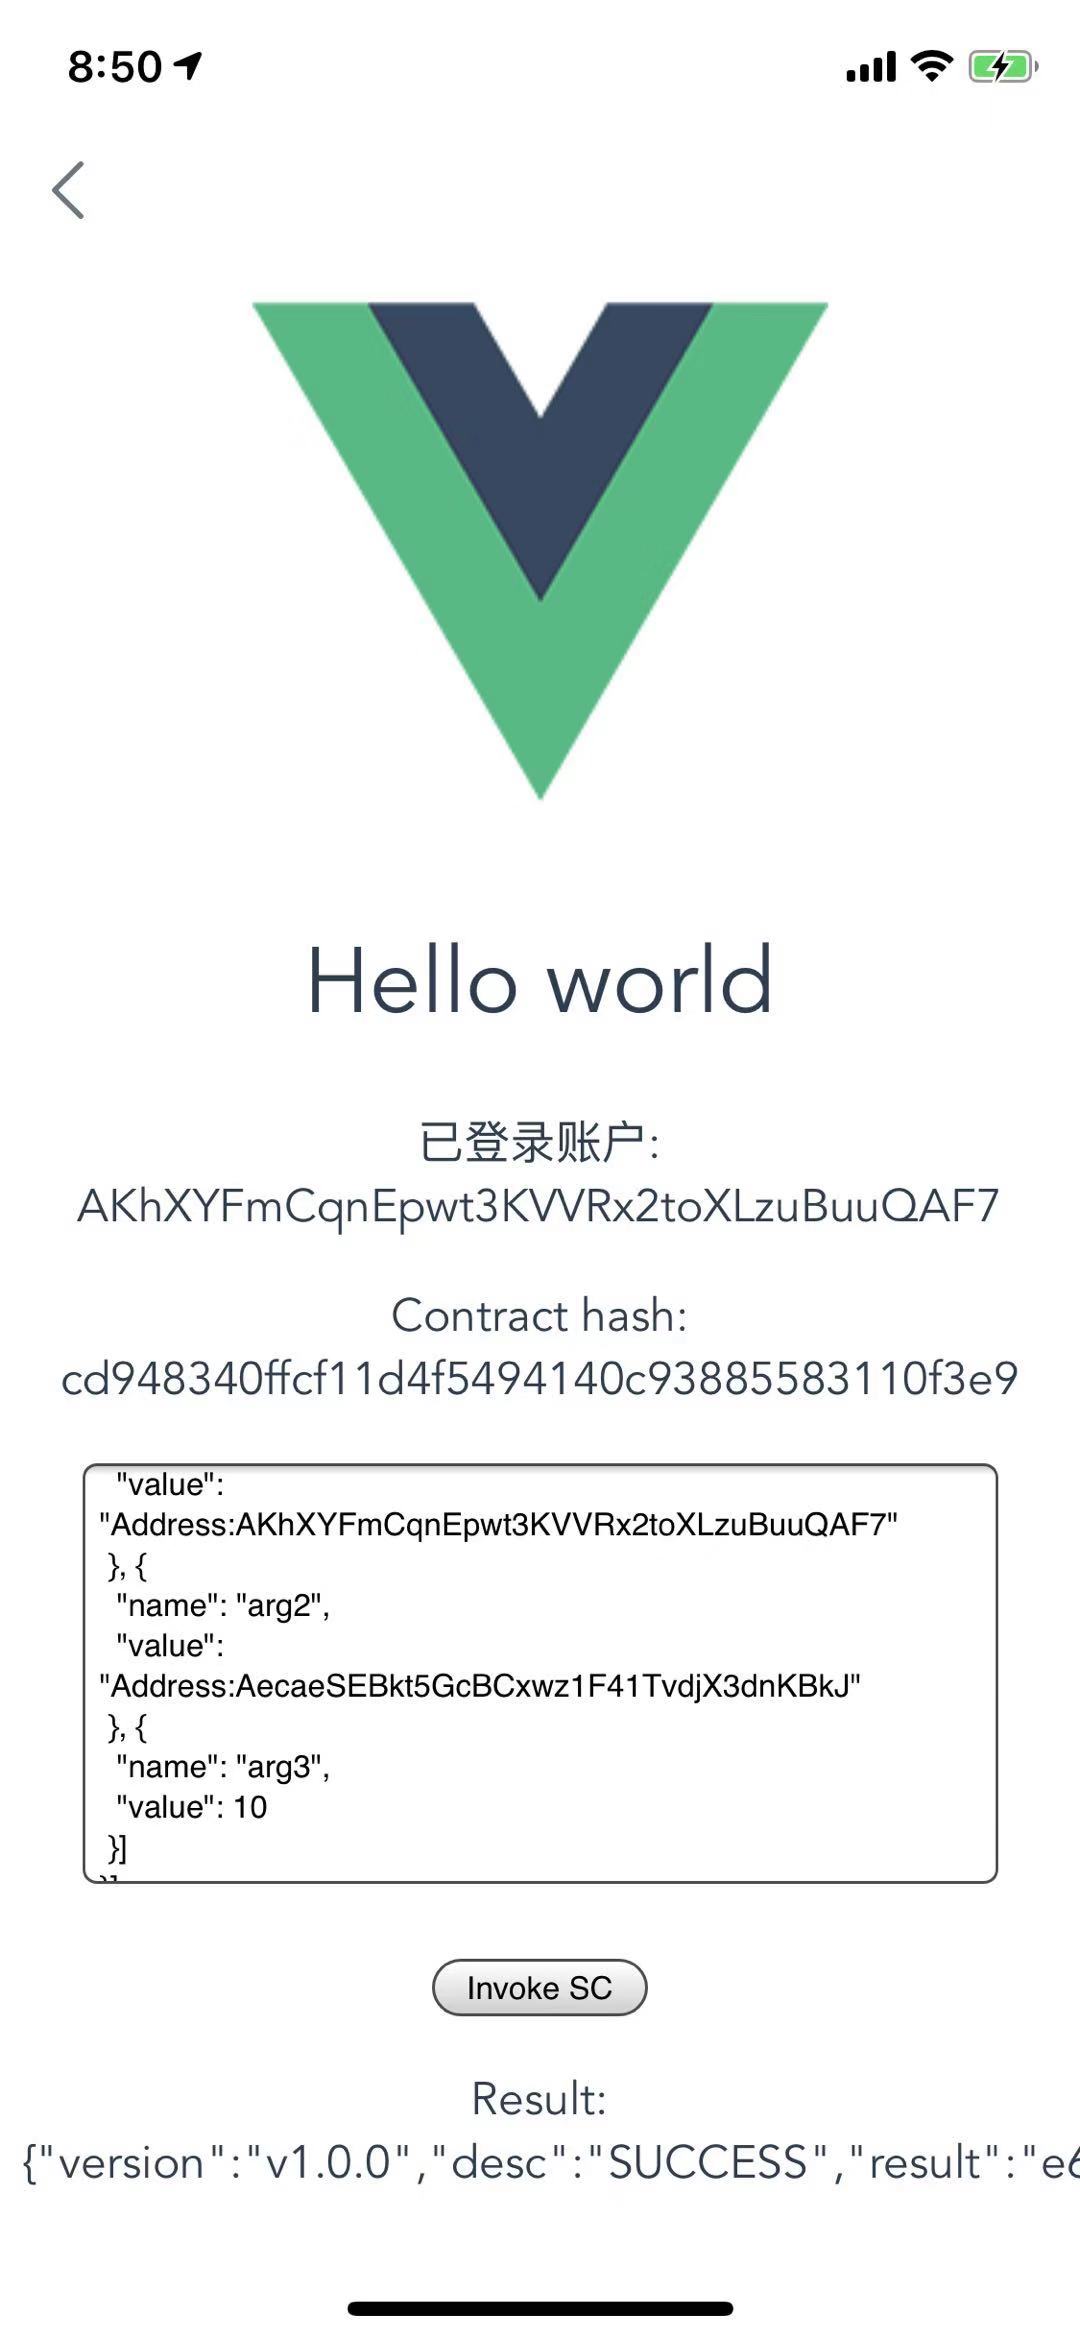 8:50
Hello world
已登录账户:
AKhXYFmCqnEpwt3KVVRx2toXLzuBuuQAF7
Contract hash:
cd948340ffcf11d4f5494140c93885583110f3e9
"value":
"Address:AKhXYFmCqnEpwt3KVVRx2toXLzuBuuQAF7"
}, {
"name": "arg2",
"value":
"Address:AecaeSEBkt5GcBCxwz1F41TvdjX3dnKBkJ"
}, {
"name": "arg3",
"value": 10
}]
Invoke SC
Result:
{"version":"v1.0.0","desc":"SUCCESS","result":"e6